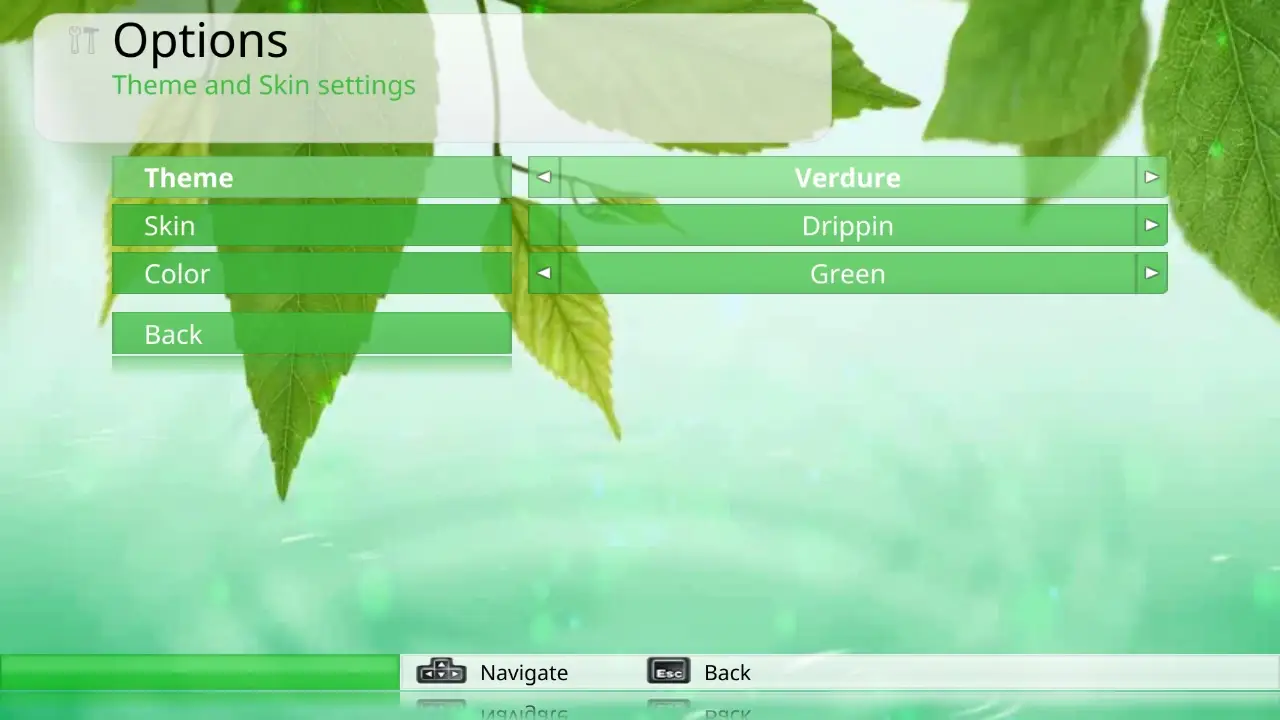 Options
Theme and Skin settings
Theme Verdure
Skin Drippin
Color Green
Back
Navigate Esc Back